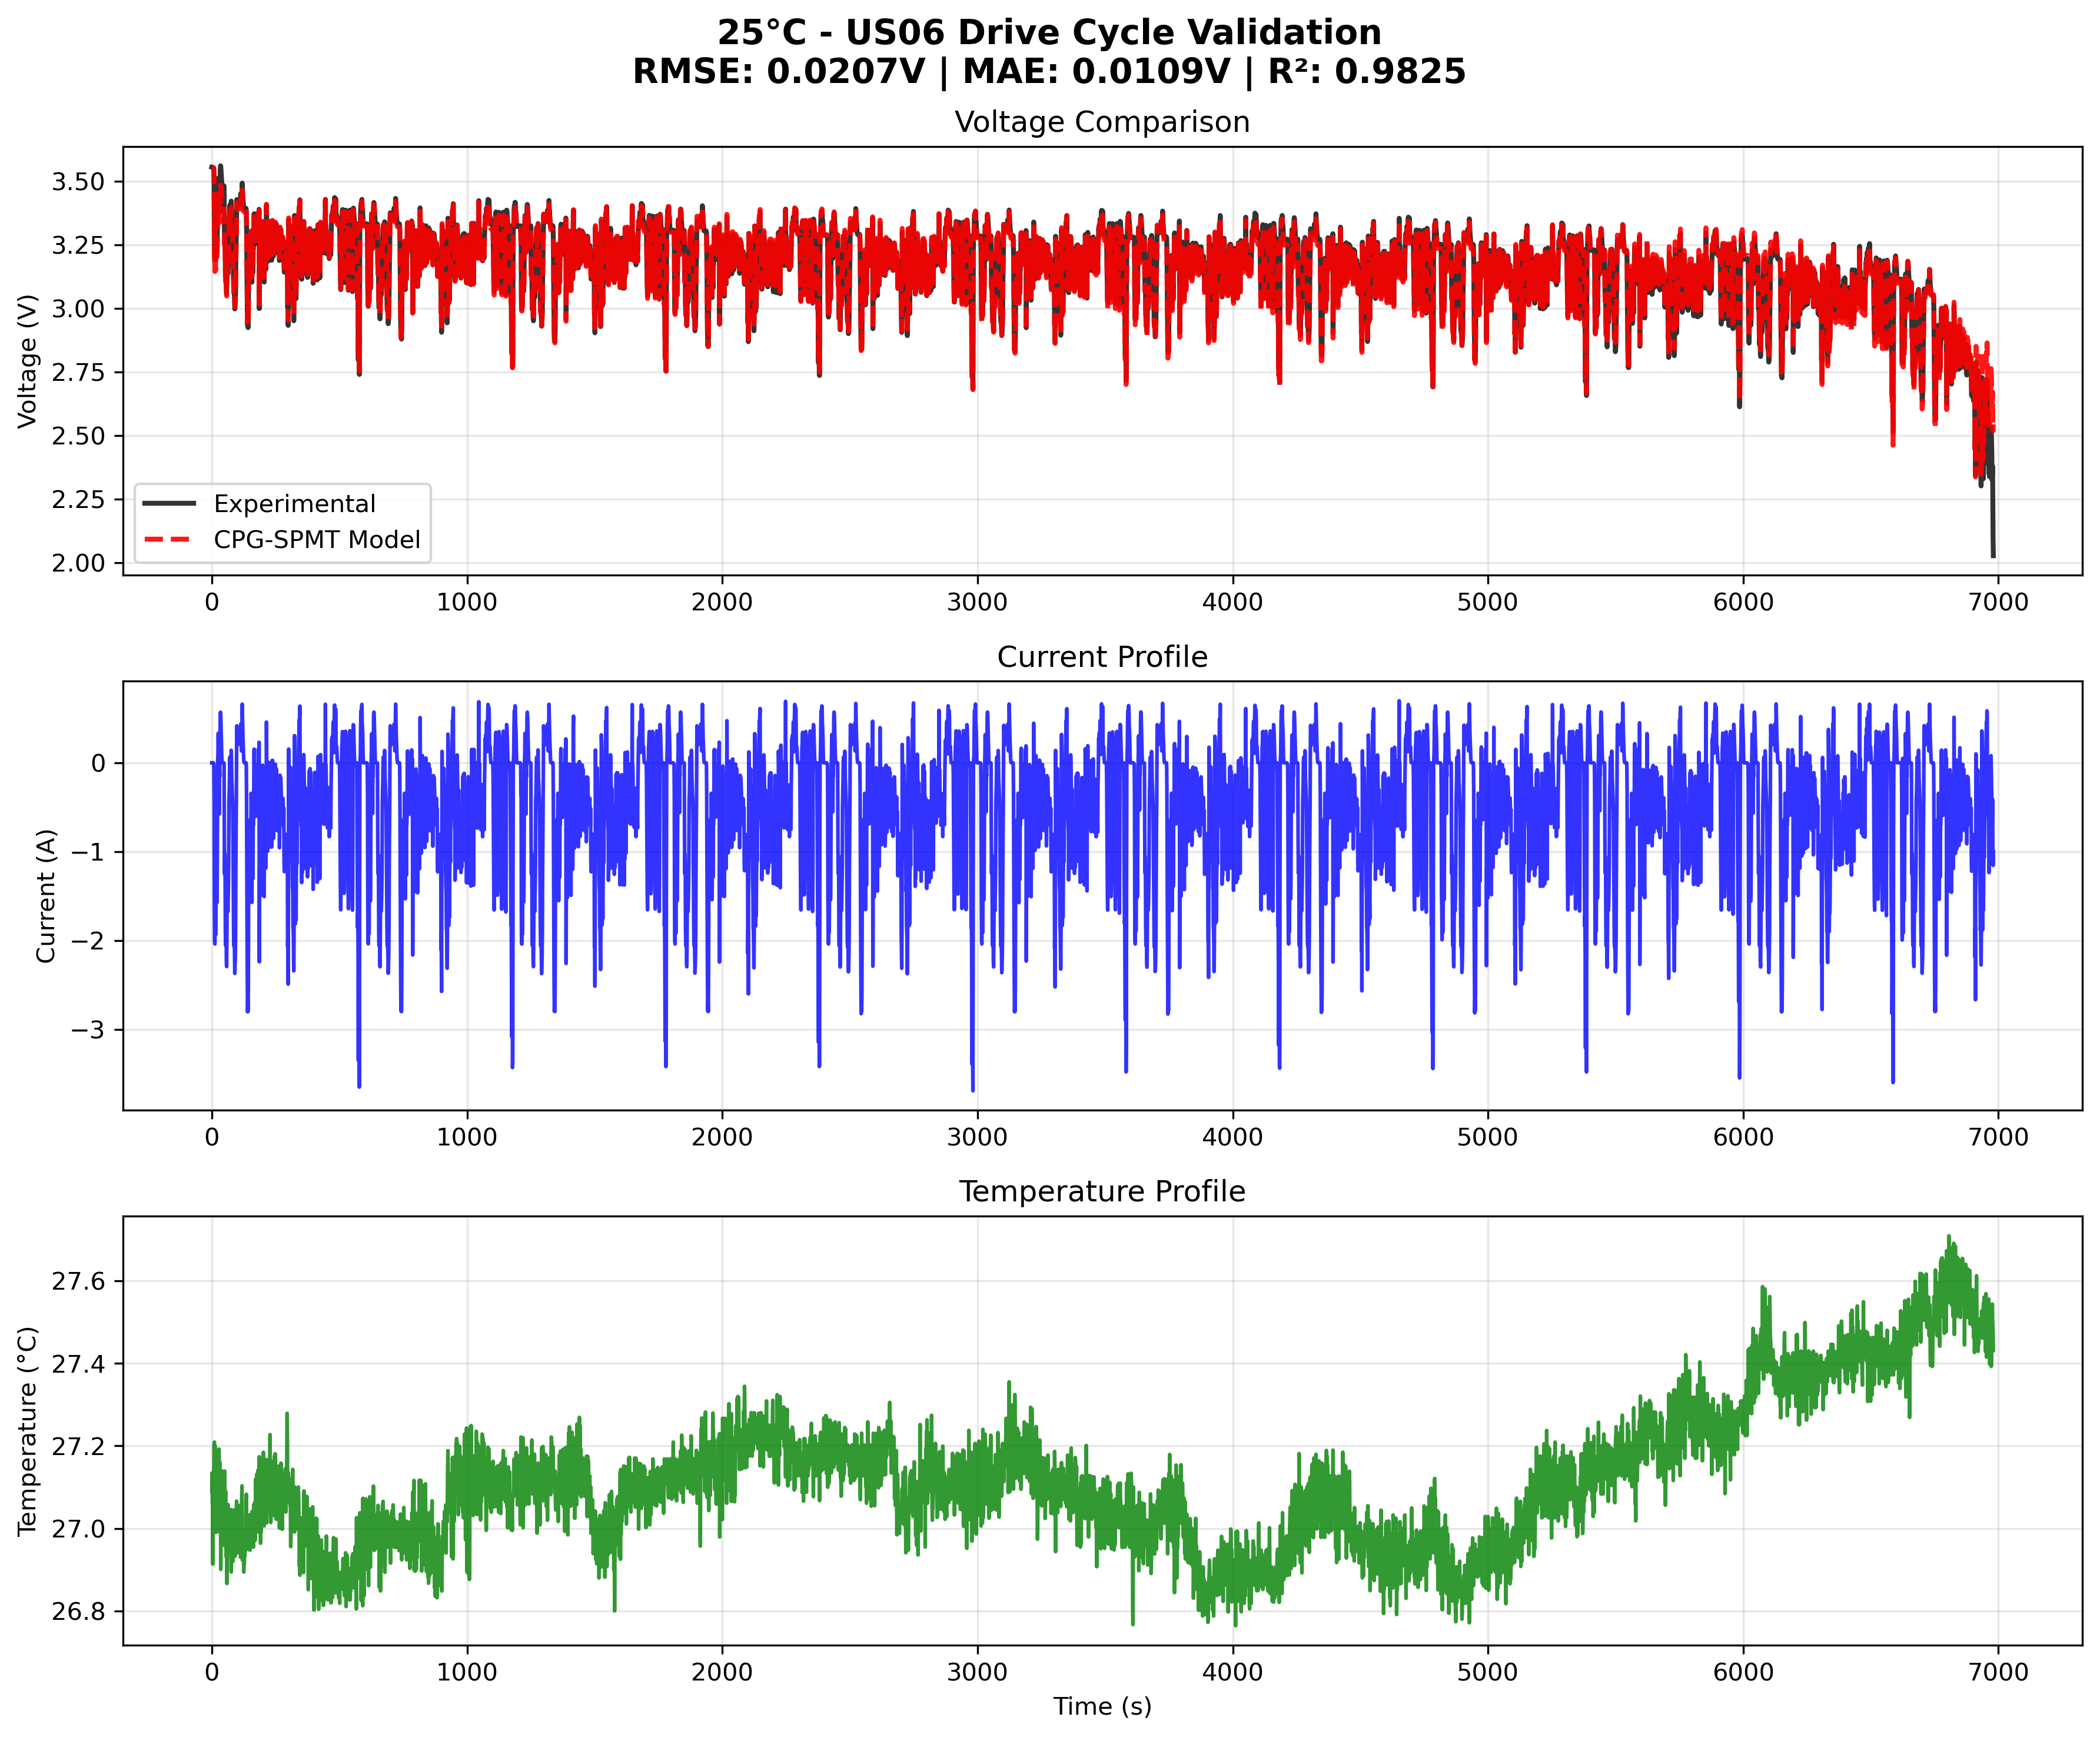 25°C - US06 Drive Cycle Validation
RMSE: 0.0207V | MAE: 0.0109V | R²: 0.9825
Voltage Comparison
Voltage (V)
3.50
3.25
3.00
2.75
2.50
2.25
2.00
Experimental
CPG-SPMT Model
0 1000 2000 3000 4000 5000 6000 7000
Current Profile
Current (A)
0
−1
−2
−3
0 1000 2000 3000 4000 5000 6000 7000
Temperature Profile
Temperature (°C)
27.6
27.4
27.2
27.0
26.8
0 1000 2000 3000 4000 5000 6000 7000
Time (s)